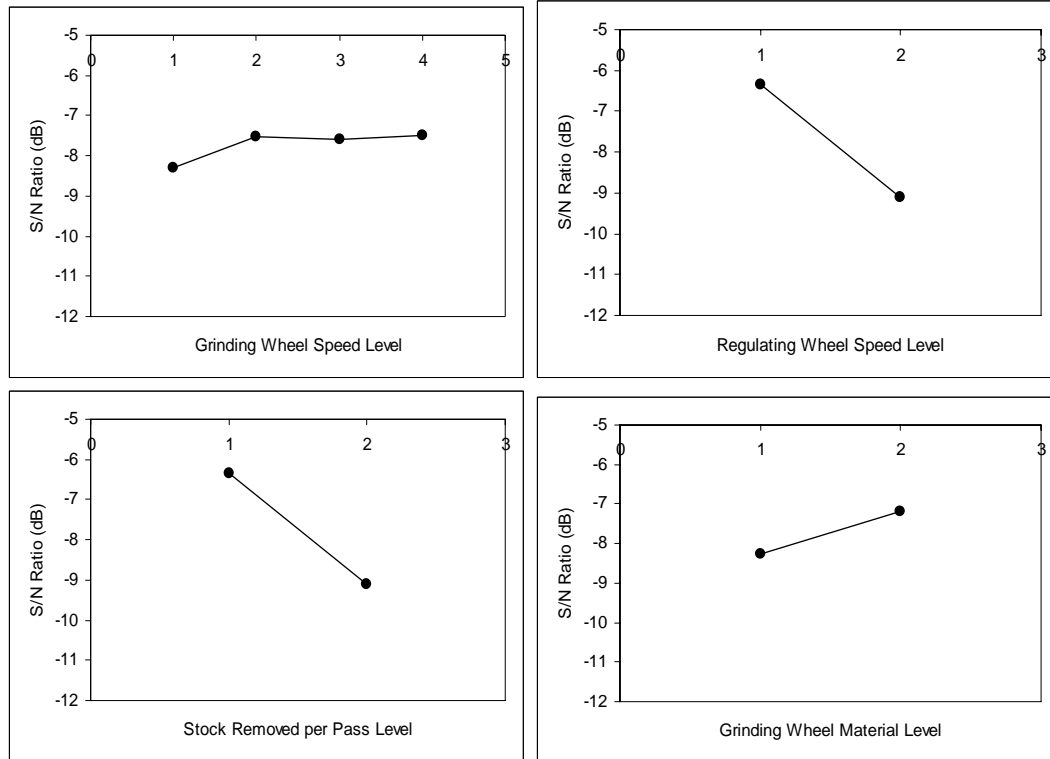 -5
0 1 2 3 4 5
-6
-7
-8
-9
-10
-11
-12
S/N Ratio (dB)
Grinding Wheel Speed Level
-5
0 1 2 3
-6
-7
-8
-9
-10
-11
-12
S/N Ratio (dB)
Regulating Wheel Speed Level
-5
0 1 2 3
-6
-7
-8
-9
-10
-11
-12
S/N Ratio (dB)
Stock Removed per Pass Level
-5
0 1 2 3
-6
-7
-8
-9
-10
-11
-12
S/N Ratio (dB)
Grinding Wheel Material Level